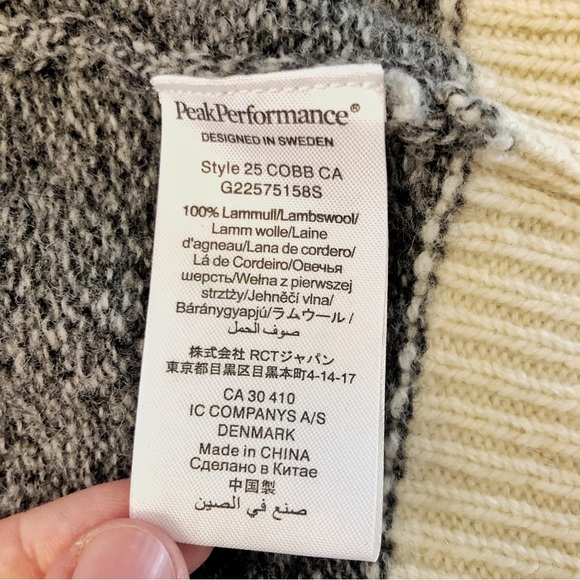 PeakPerformance®
DESIGNED IN SWEDEN
Style 25 COBB CA
G22575158S
100% Lammull/Lambswool/
Lamm wolle/Laine
d'agneau/Lana de cordero/
Lá de Cordeiro/Овечья
шерсть/Wełna z pierwszej
strztży/Jehněčí vlna/
Báránygyapjú/ラムウール/
صوف الحمل
株式会社 RCTジャパン
東京都目黒区目黒本町4-14-17
CA 30 410
IC COMPANYS A/S
DENMARK
Made in CHINA
Сделано в Китае
中国製
صنع في الصين